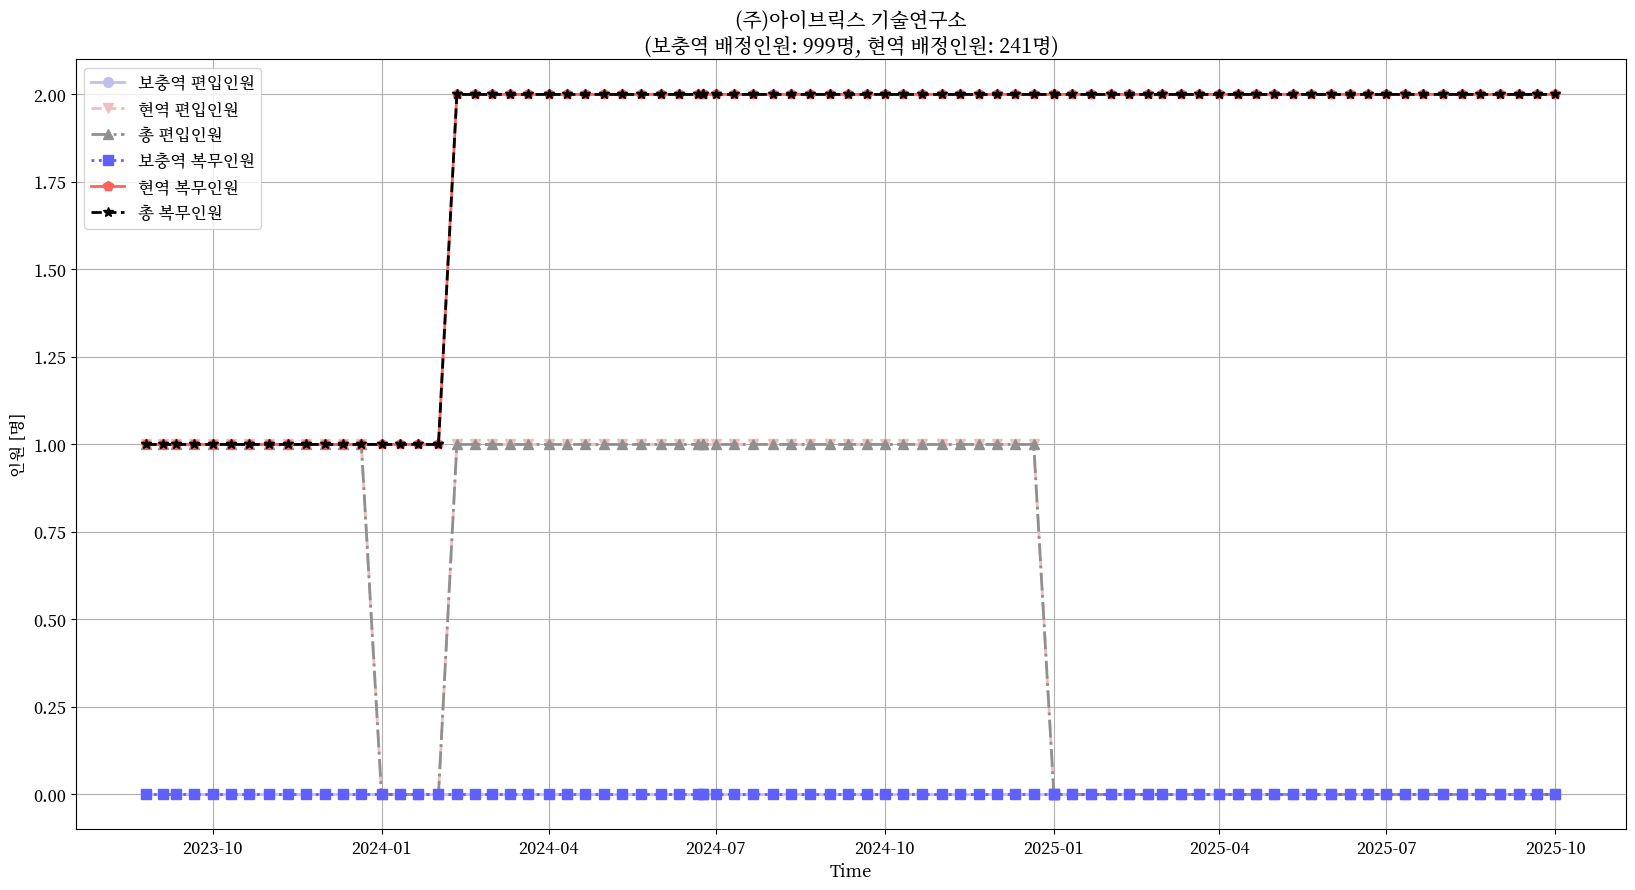 (주)아이브릭스 기술연구소
(보충역 배정인원: 999명, 현역 배정인원: 241명)
보충역 편입인원
현역 편입인원
총 편입인원
보충역 복무인원
현역 복무인원
총 복무인원
2.00
1.75
1.50
1.25
1.00
0.75
0.50
0.25
0.00
인원 [명]
2023-10
2024-01
2024-04
2024-07
2024-10
2025-01
2025-04
2025-07
2025-10
Time